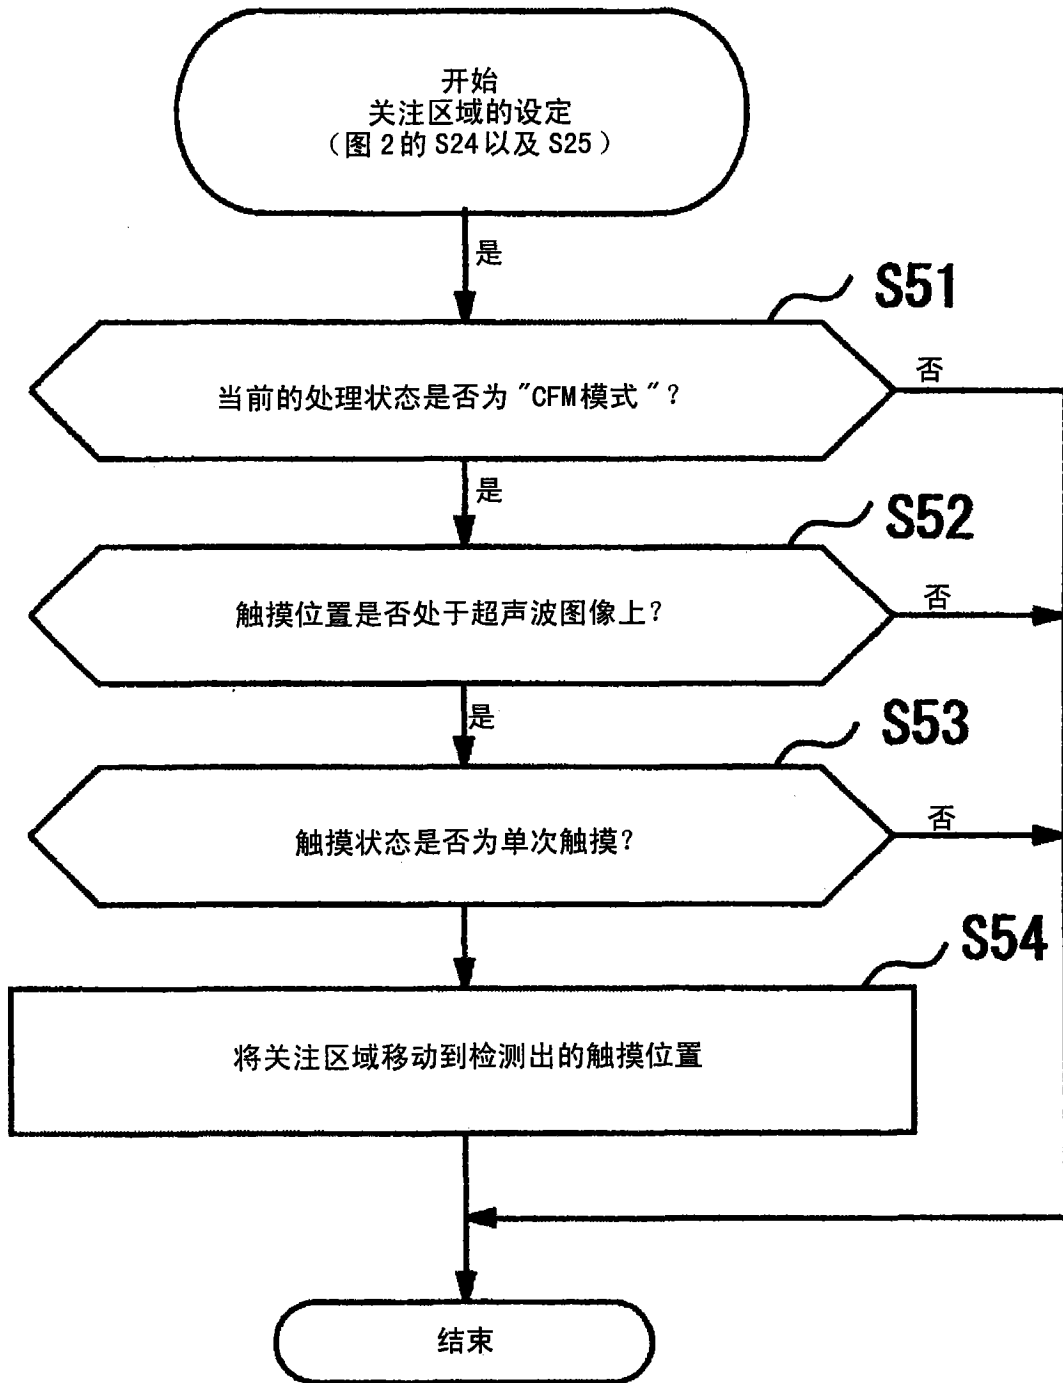 开始
关注区域的设定
（图 2 的 S24 以及 S25）
是
S51
当前的处理状态是否为 "CFM 模式"？
否
是
S52
触摸位置是否处于超声波图像上？
否
是
S53
触摸状态是否为单次触摸？
否
S54
将关注区域移动到检测出的触摸位置
结束